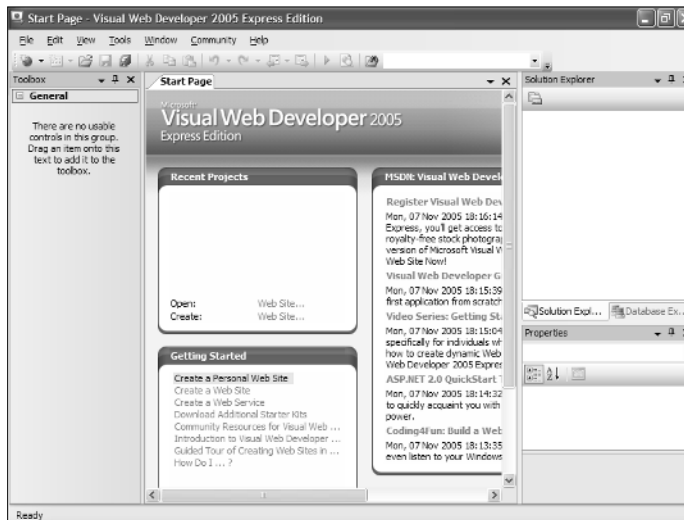 Start Page - Visual Web Developer 2005 Express Edition
File Edit View Tools Window Community Help
Toolbox
General
There are no usable
controls in this group.
Drag an item onto this
text to add it to the
toolbox.
Start Page
Microsoft
Visual Web Developer 2005
Express Edition
Recent Projects
Open: Web Site...
Create: Web Site...
Getting Started
Create a Personal Web Site
Create a Web Site
Create a Web Service
Download Additional Starter Kits
Community Resources for Visual Web ...
Introduction to Visual Web Developer ...
Guided Tour of Creating Web Sites in ...
How Do I ... ?
MSDN: Visual Web Devel
Register Visual Web Dev
Mon, 07 Nov 2005 18:16:14
Express, you'll get access to
royalty-free stock photogra
version of Microsoft Visual W
Web Site Now!
Visual Web Developer G
Mon, 07 Nov 2005 18:15:39
first application from scratch
Video Series: Getting St
Mon, 07 Nov 2005 18:15:04
specifically for individuals wh
how to create dynamic Web
Web Developer 2005 Expres
ASP.NET 2.0 QuickStart T
Mon, 07 Nov 2005 18:14:32
to quickly acquaint you with
power.
Coding4Fun: Build a Web
Mon, 07 Nov 2005 18:13:35
even listen to your Windows
Solution Explorer
Solution Expl... Database Ex...
Properties
Ready